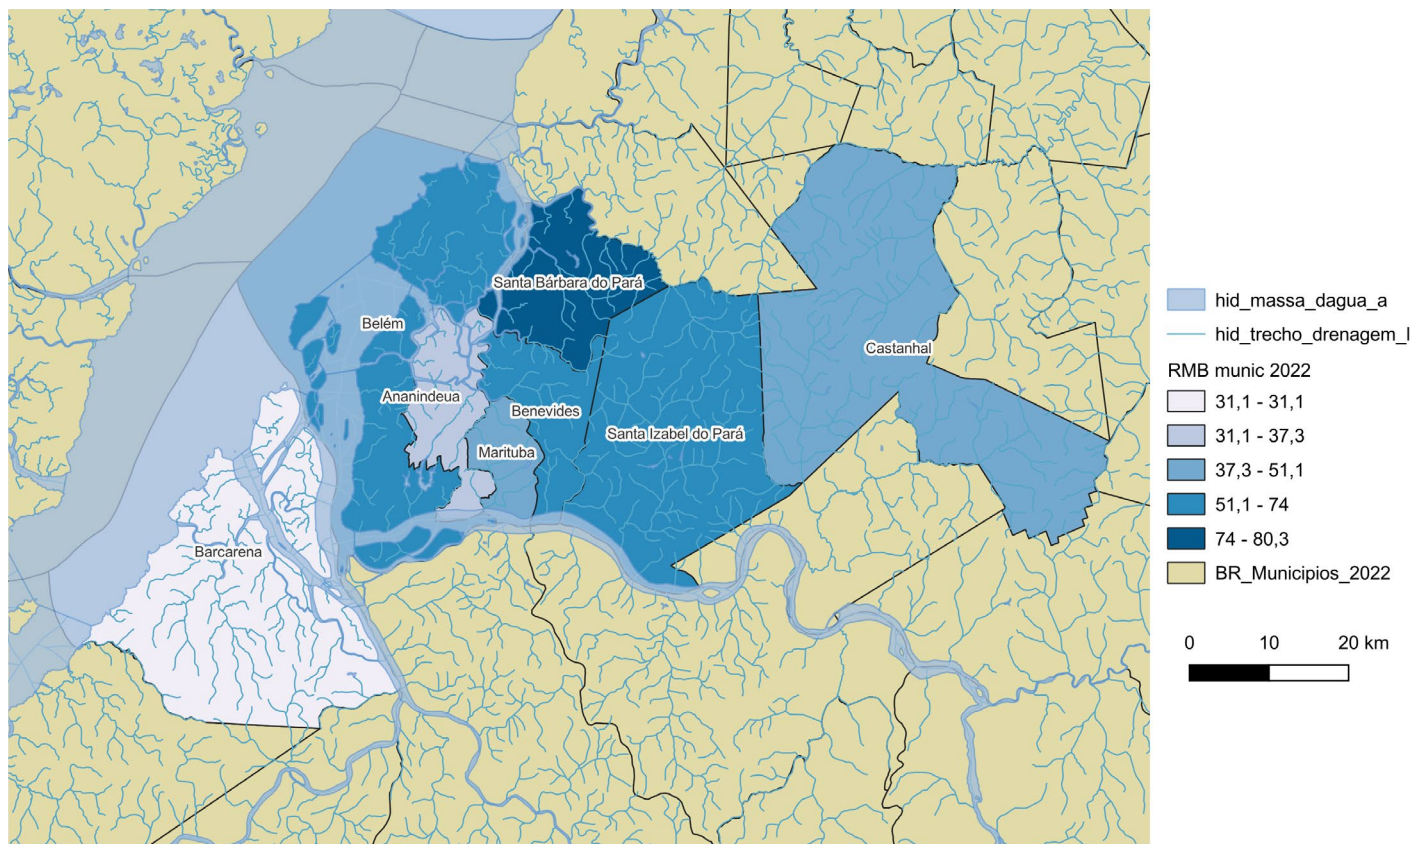 Santa Bárbara do Pará
Belém
Castanhal
Ananindeua
Benevides
Santa Izabel do Pará
Marituba
Barcarena
hid_massa_dagua_a
hid_trecho_drenagem_l
RMB munic 2022
31,1 - 31,1
31,1 - 37,3
37,3 - 51,1
51,1 - 74
74 - 80,3
BR_Municipios_2022
0 10 20 km